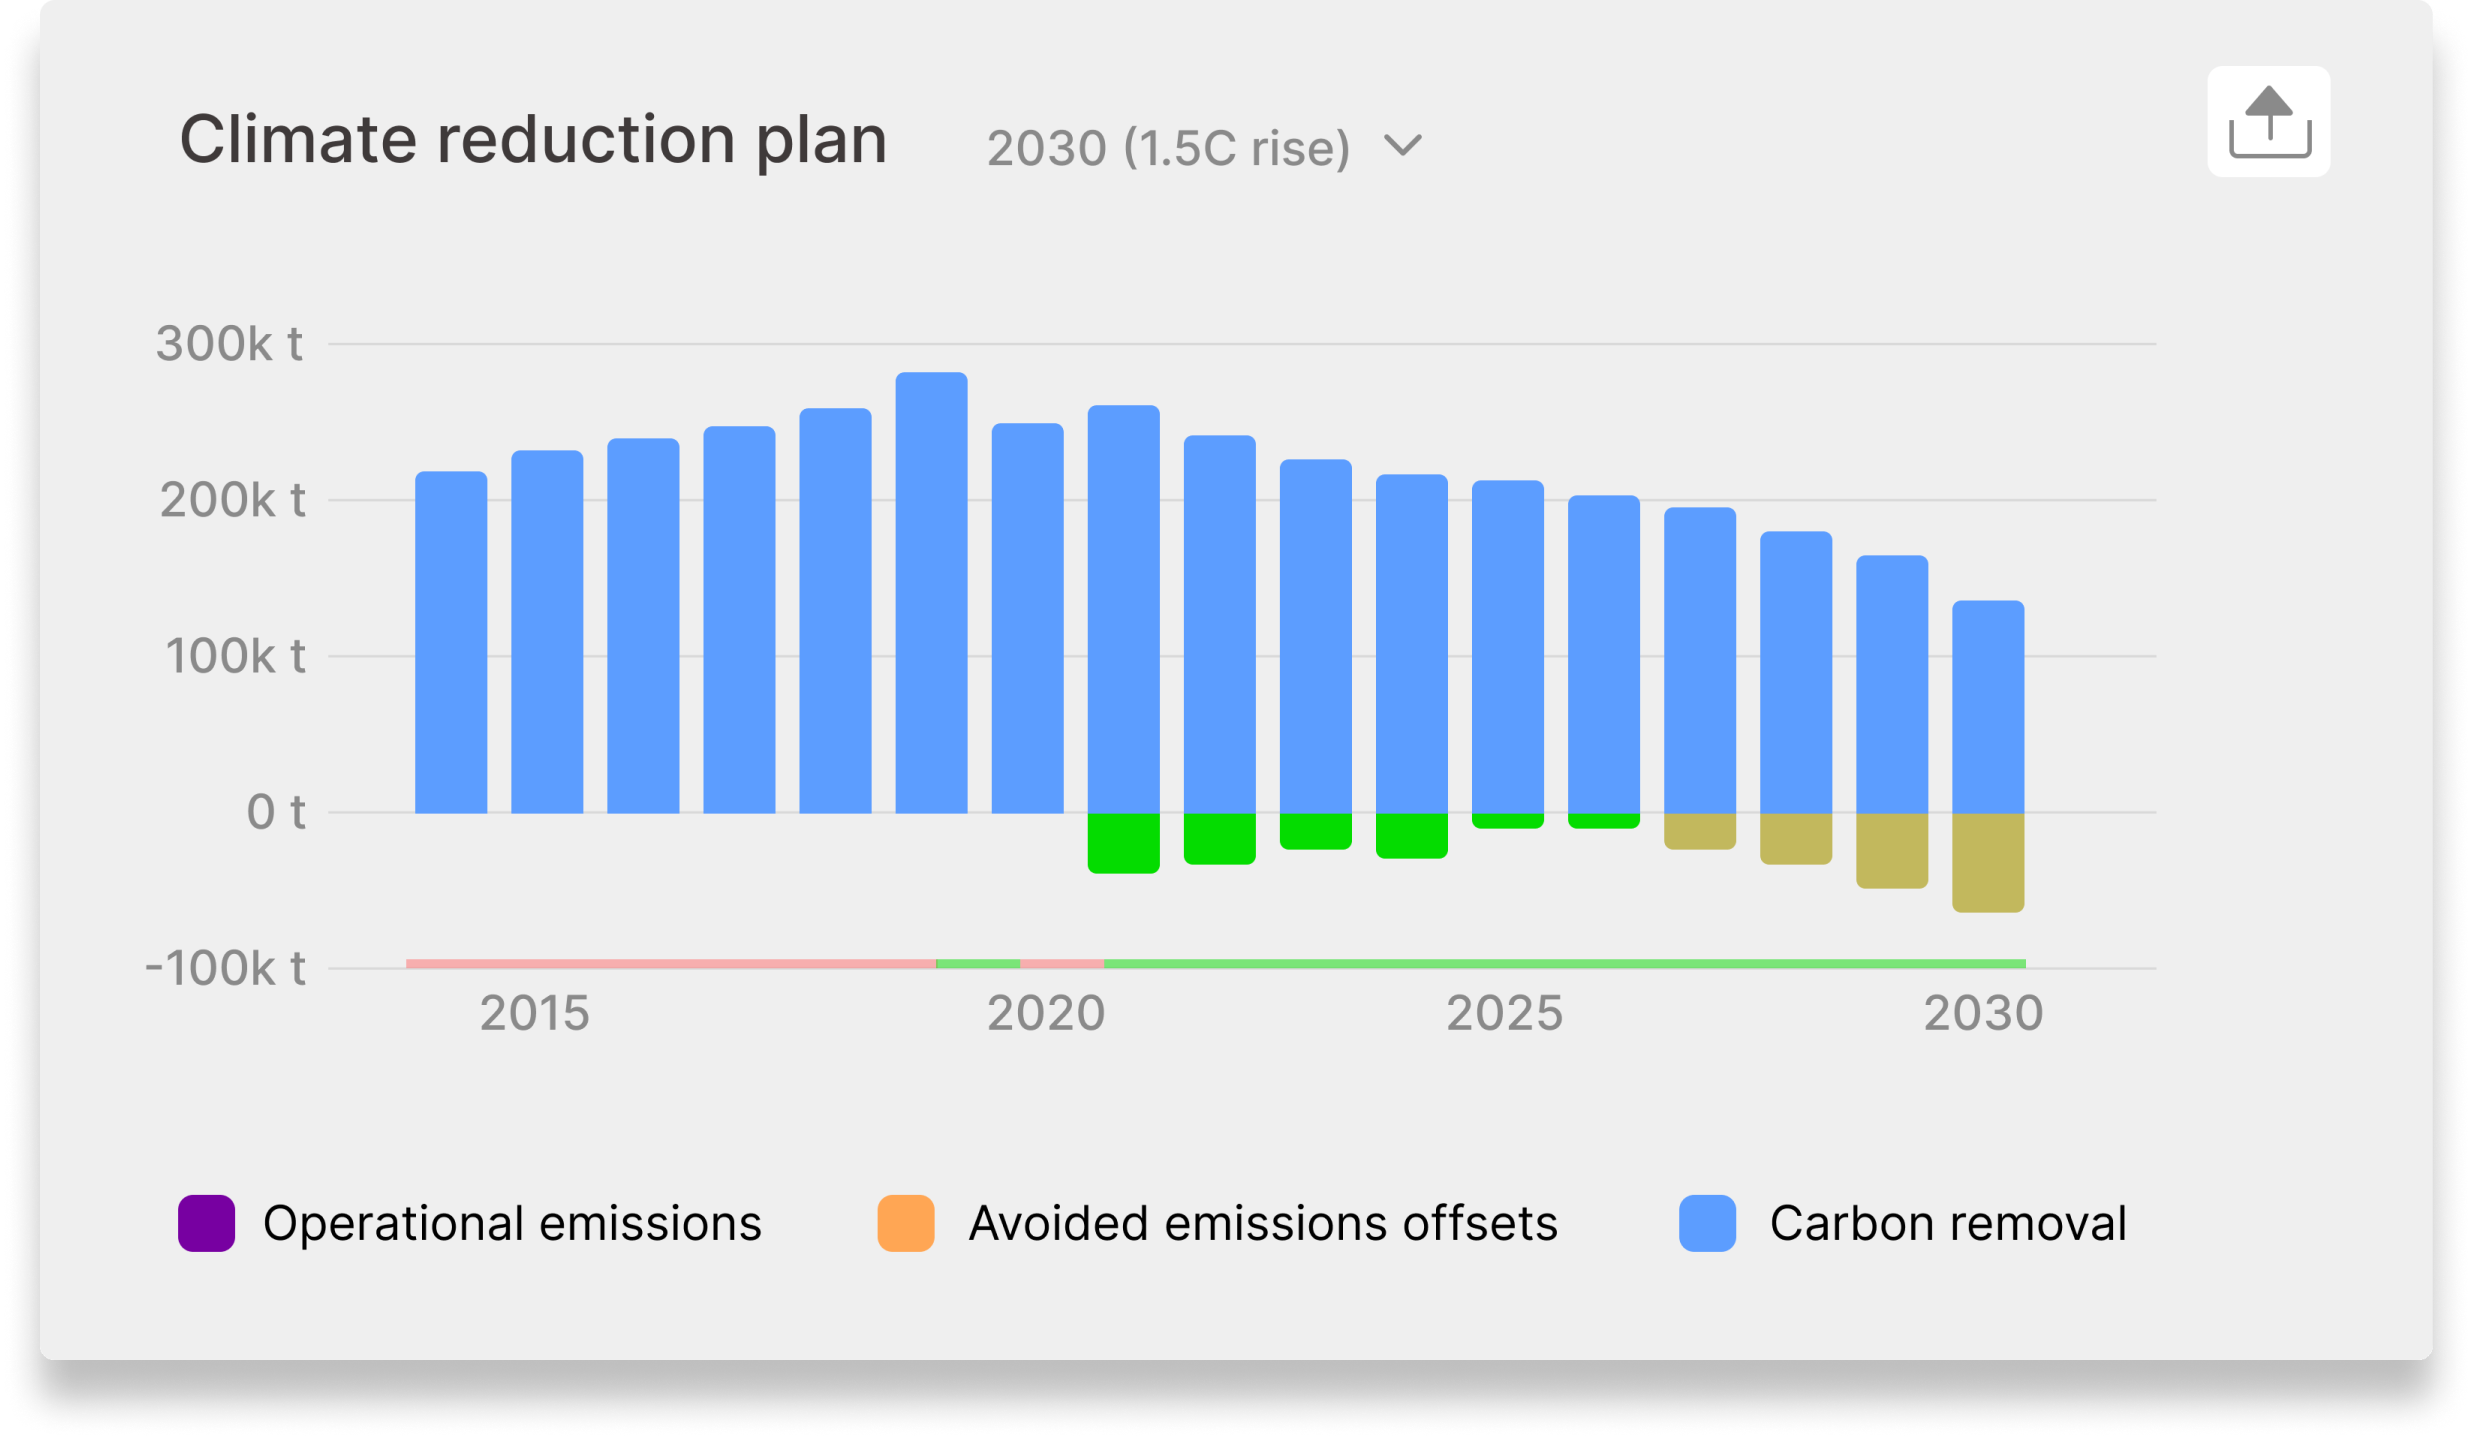 Climate reduction plan 2030 (1.5C rise)
300k t
200k t
100k t
0 t
-100k t
2015 2020 2025 2030
Operational emissions Avoided emissions offsets Carbon removal